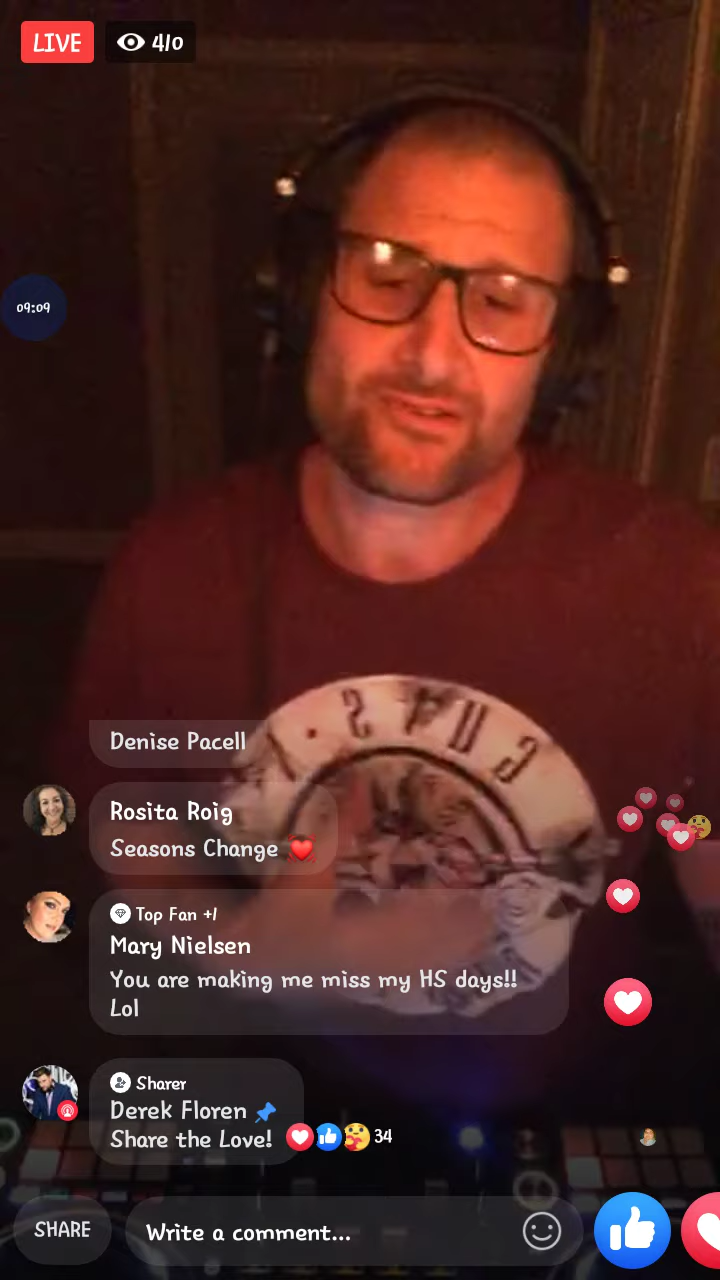 LIVE 410
09:09
GUNS
Denise Pacell
Rosita Roig
Seasons Change
Top Fan +1
Mary Nielsen
You are making me miss my HS days!!
Lol
Sharer
Derek Floren
Share the Love! 34
SHARE Write a comment...